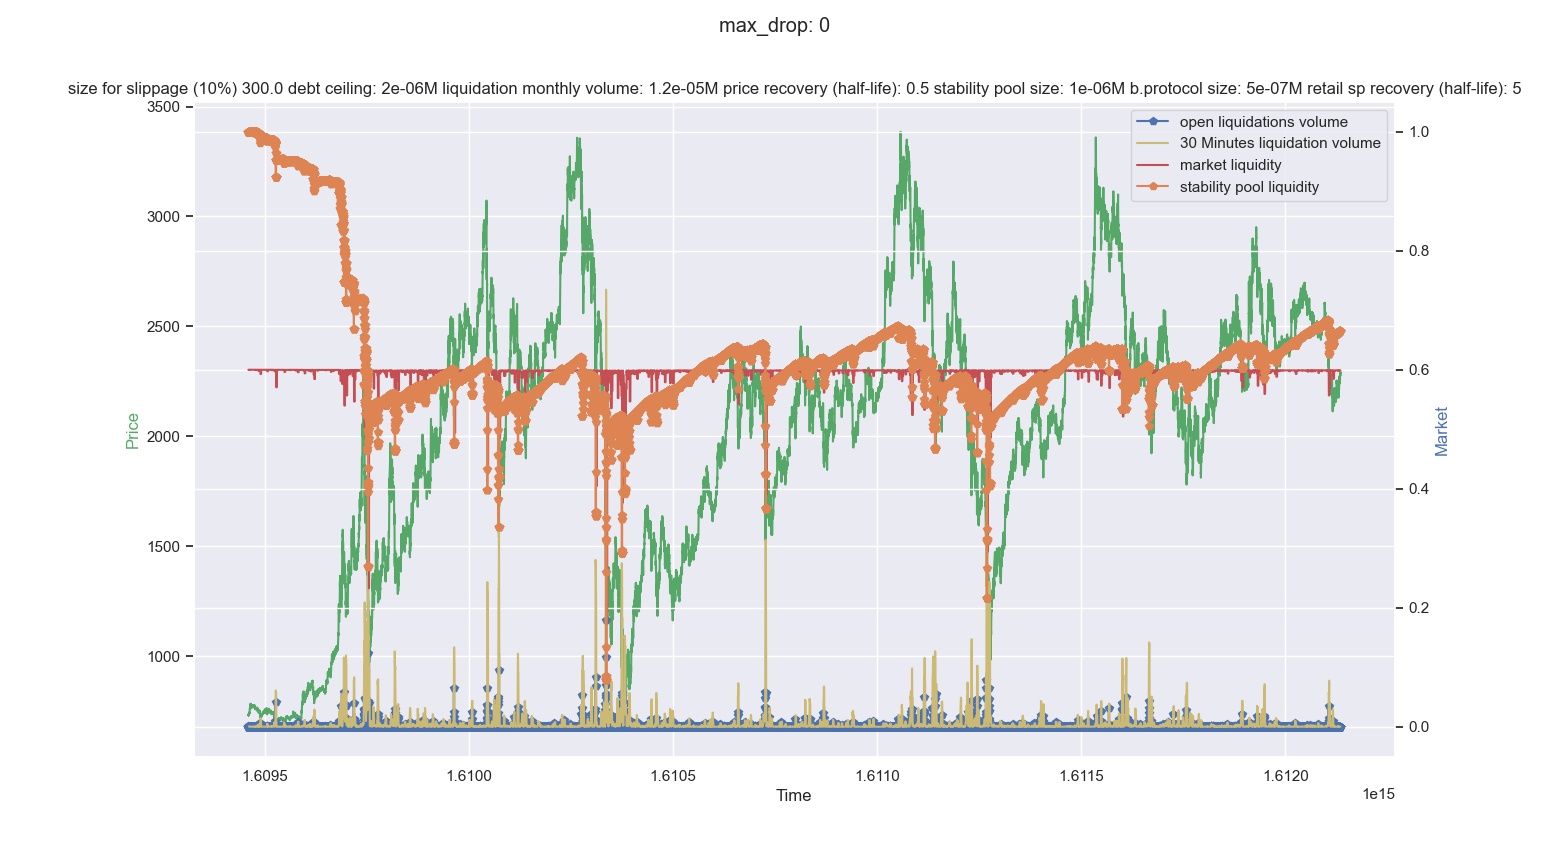 max_drop: 0
size for slippage (10%) 300.0 debt ceiling: 2e-06M liquidation monthly volume: 1.2e-05M price recovery (half-life): 0.5 stability pool size: 1e-06M b.protocol size: 5e-07M retail sp recovery (half-life): 5
open liquidations volume
30 Minutes liquidation volume
market liquidity
stability pool liquidity
3500
3000
2500
2000
1500
1000
Price
1.0
0.8
0.6
0.4
0.2
0.0
Market
1.6095 1.6100 1.6105 1.6110 1.6115 1.6120
1e15
Time